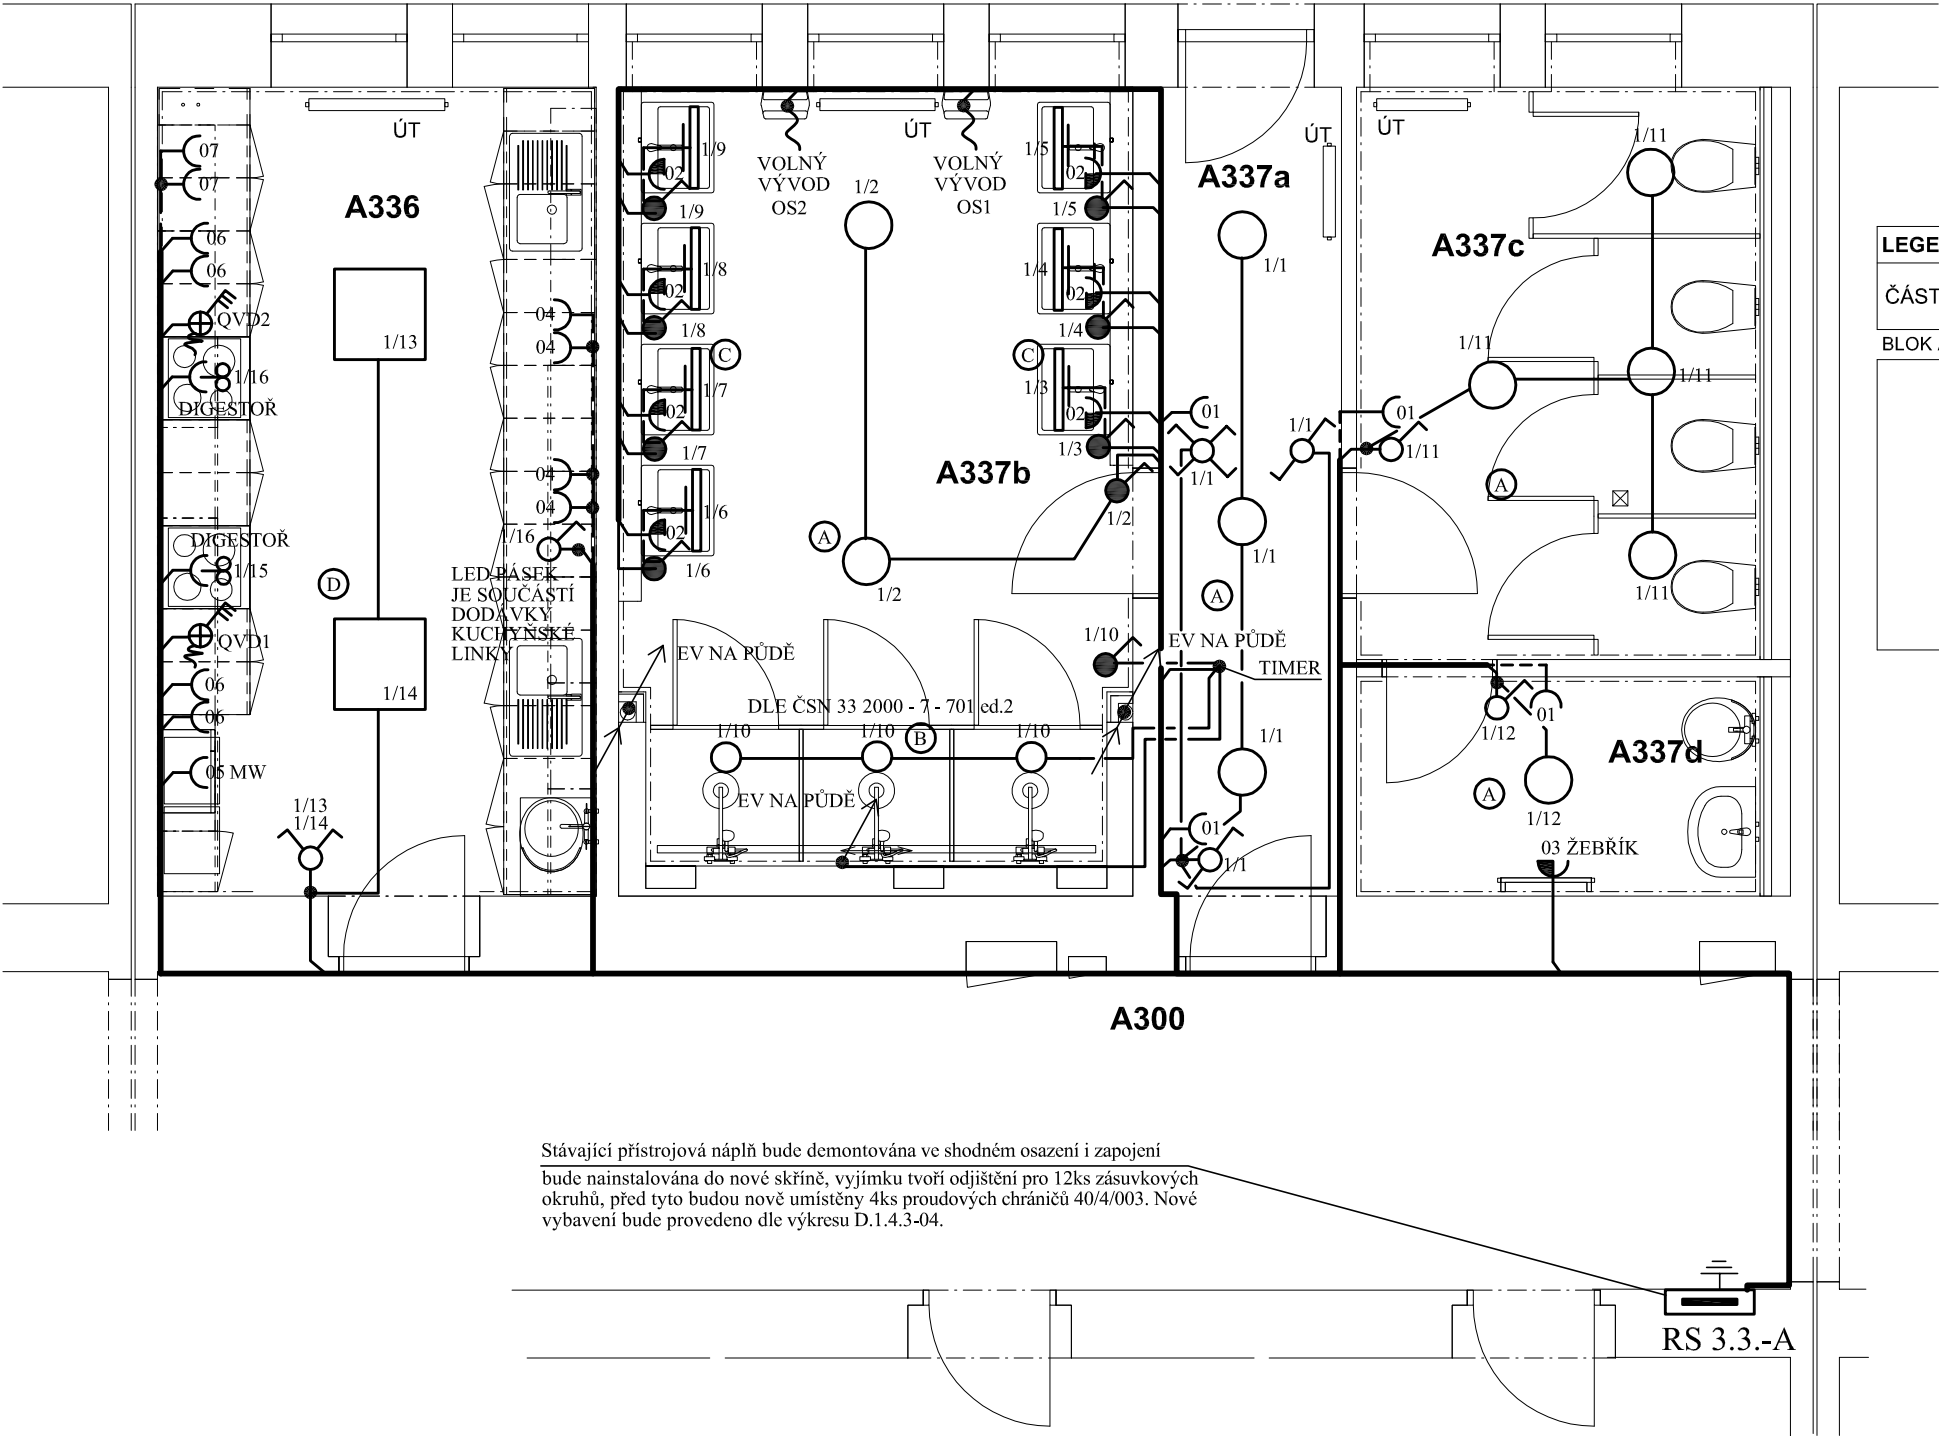 ÚT
ÚT
ÚT
ÚT
A336
07
07
06
06
QVD2
1/16
DIGESTOŘ
DIGESTOŘ
1/15
QVD1
06
06
05 MW
1/13
1/14
1/13
1/14
D
04
04
04
04
1/16
LED PÁSEK
JE SOUČÁSTÍ
DODÁVKY
KUCHYŇSKÉ
LINKY
VOLNÝ
VÝVOD
OS2
VOLNÝ
VÝVOD
OS1
1/9
02
1/9
1/8
02
1/8
C
1/7
02
1/7
1/6
02
1/6
1/2
A
1/2
1/5
02
1/5
1/4
02
1/4
C
1/3
02
1/3
A337b
1/2
1/10
EV NA PŮDĚ
EV NA PŮDĚ
TIMER
DLE ČSN 33 2000 - 7 - 701 ed.2
1/10
1/10
B
1/10
EV NA PŮDĚ
A337a
1/1
01
1/1
1/1
1/1
A
1/1
01
1/1
A337c
1/11
1/11
1/11
01
1/11
A
1/11
01
1/12
A337d
A
1/12
03 ŽEBŘÍK
A300
Stávající přístrojová náplň bude demontována ve shodném osazení i zapojení
bude nainstalována do nové skříně, vyjímku tvoří odjištění pro 12ks zásuvkových
okruhů, před tyto budou nově umístěny 4ks proudových chráničů 40/4/003. Nové
vybavení bude provedeno dle výkresu D.1.4.3-04.
RS 3.3.-A
LEGE
ČÁST
BLOK